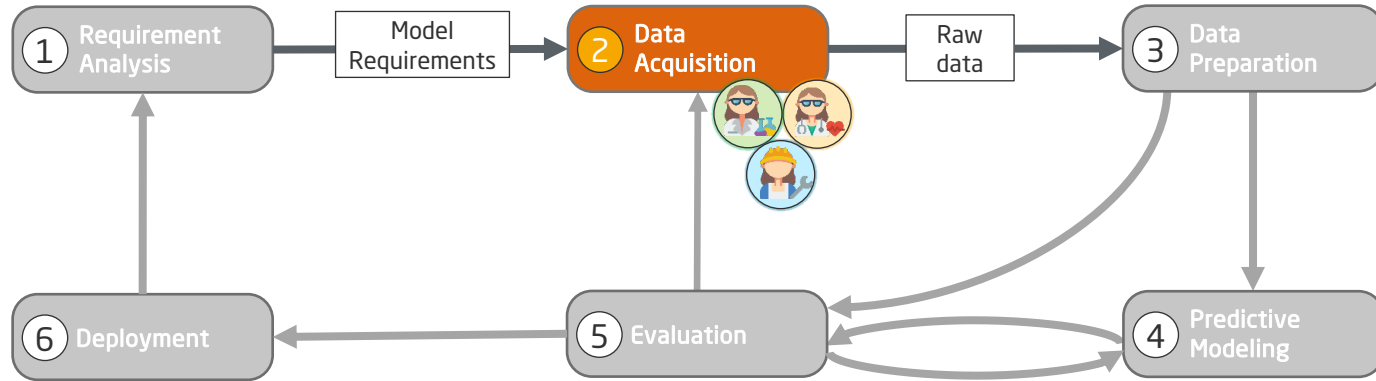 1
Requirement
Analysis
Model
Requirements
2
Data
Acquisition
Raw
data
3
Data
Preparation
6
Deployment
5
Evaluation
4
Predictive
Modeling